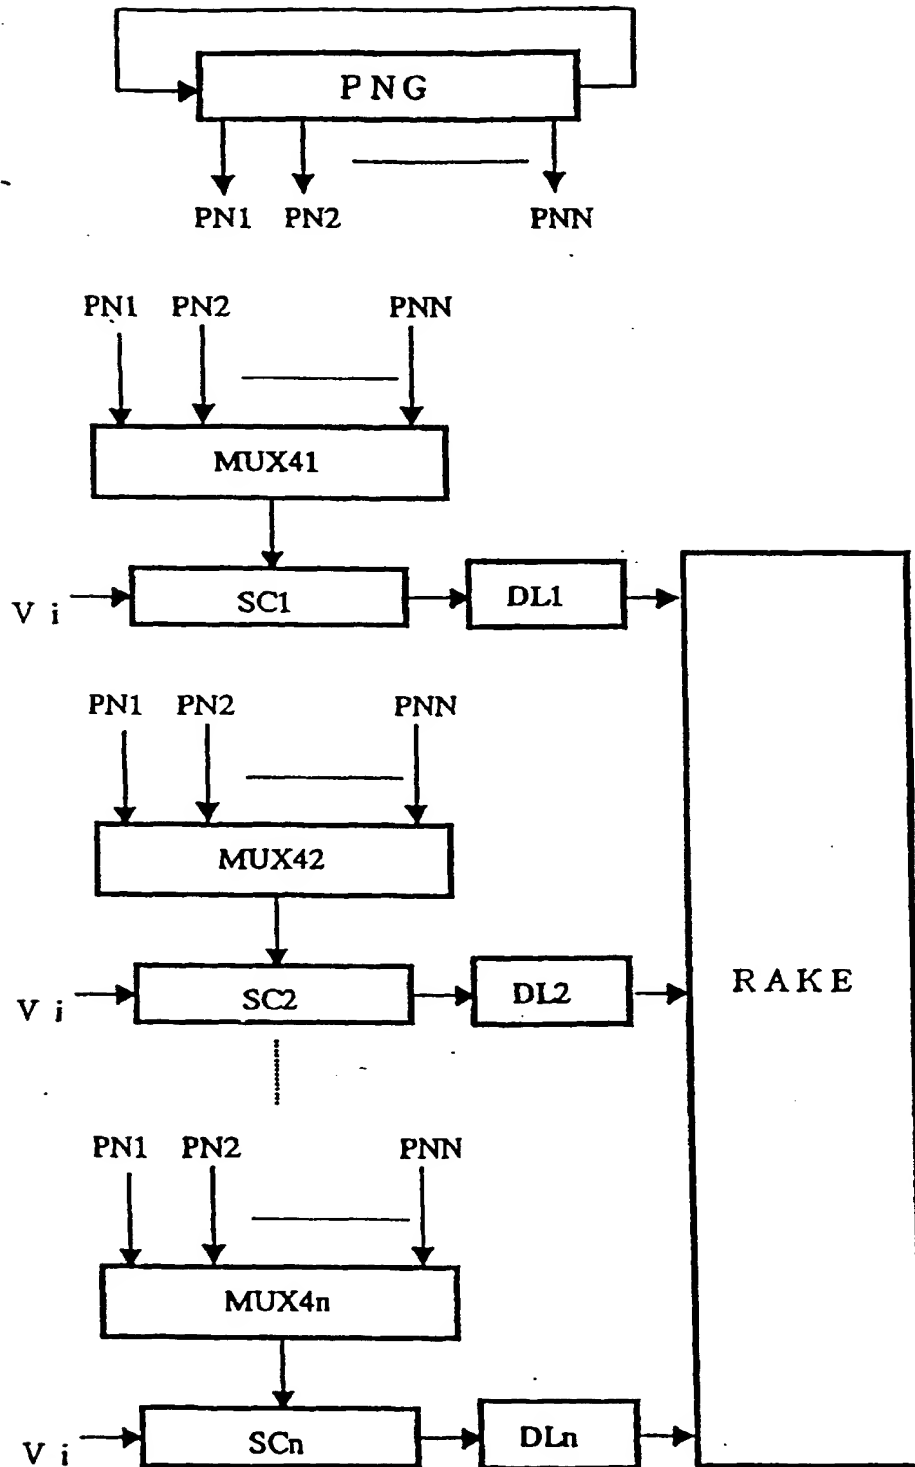 PNG
PN1 PN2 PNN
PN1 PN2 PNN
MUX41
V i SC1 DL1
PN1 PN2 PNN
MUX42
RAKE
V i SC2 DL2
PN1 PN2 PNN
MUX4n
V i SCn DLn